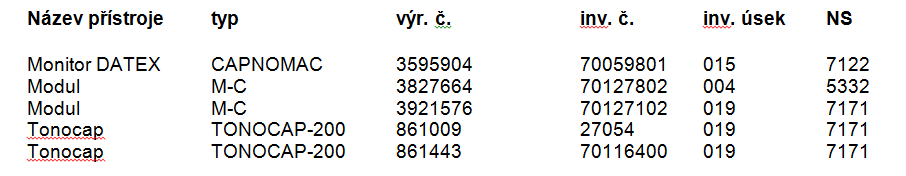 Název přístroje typ výr. č. inv. č. inv. úsek NS
Monitor DATEX CAPNOMAC 3595904 70059801 015 7122
Modul M-C 3827664 70127802 004 5332
Modul M-C 3921576 70127102 019 7171
Tonocap TONOCAP-200 861009 27054 019 7171
Tonocap TONOCAP-200 861443 70116400 019 7171